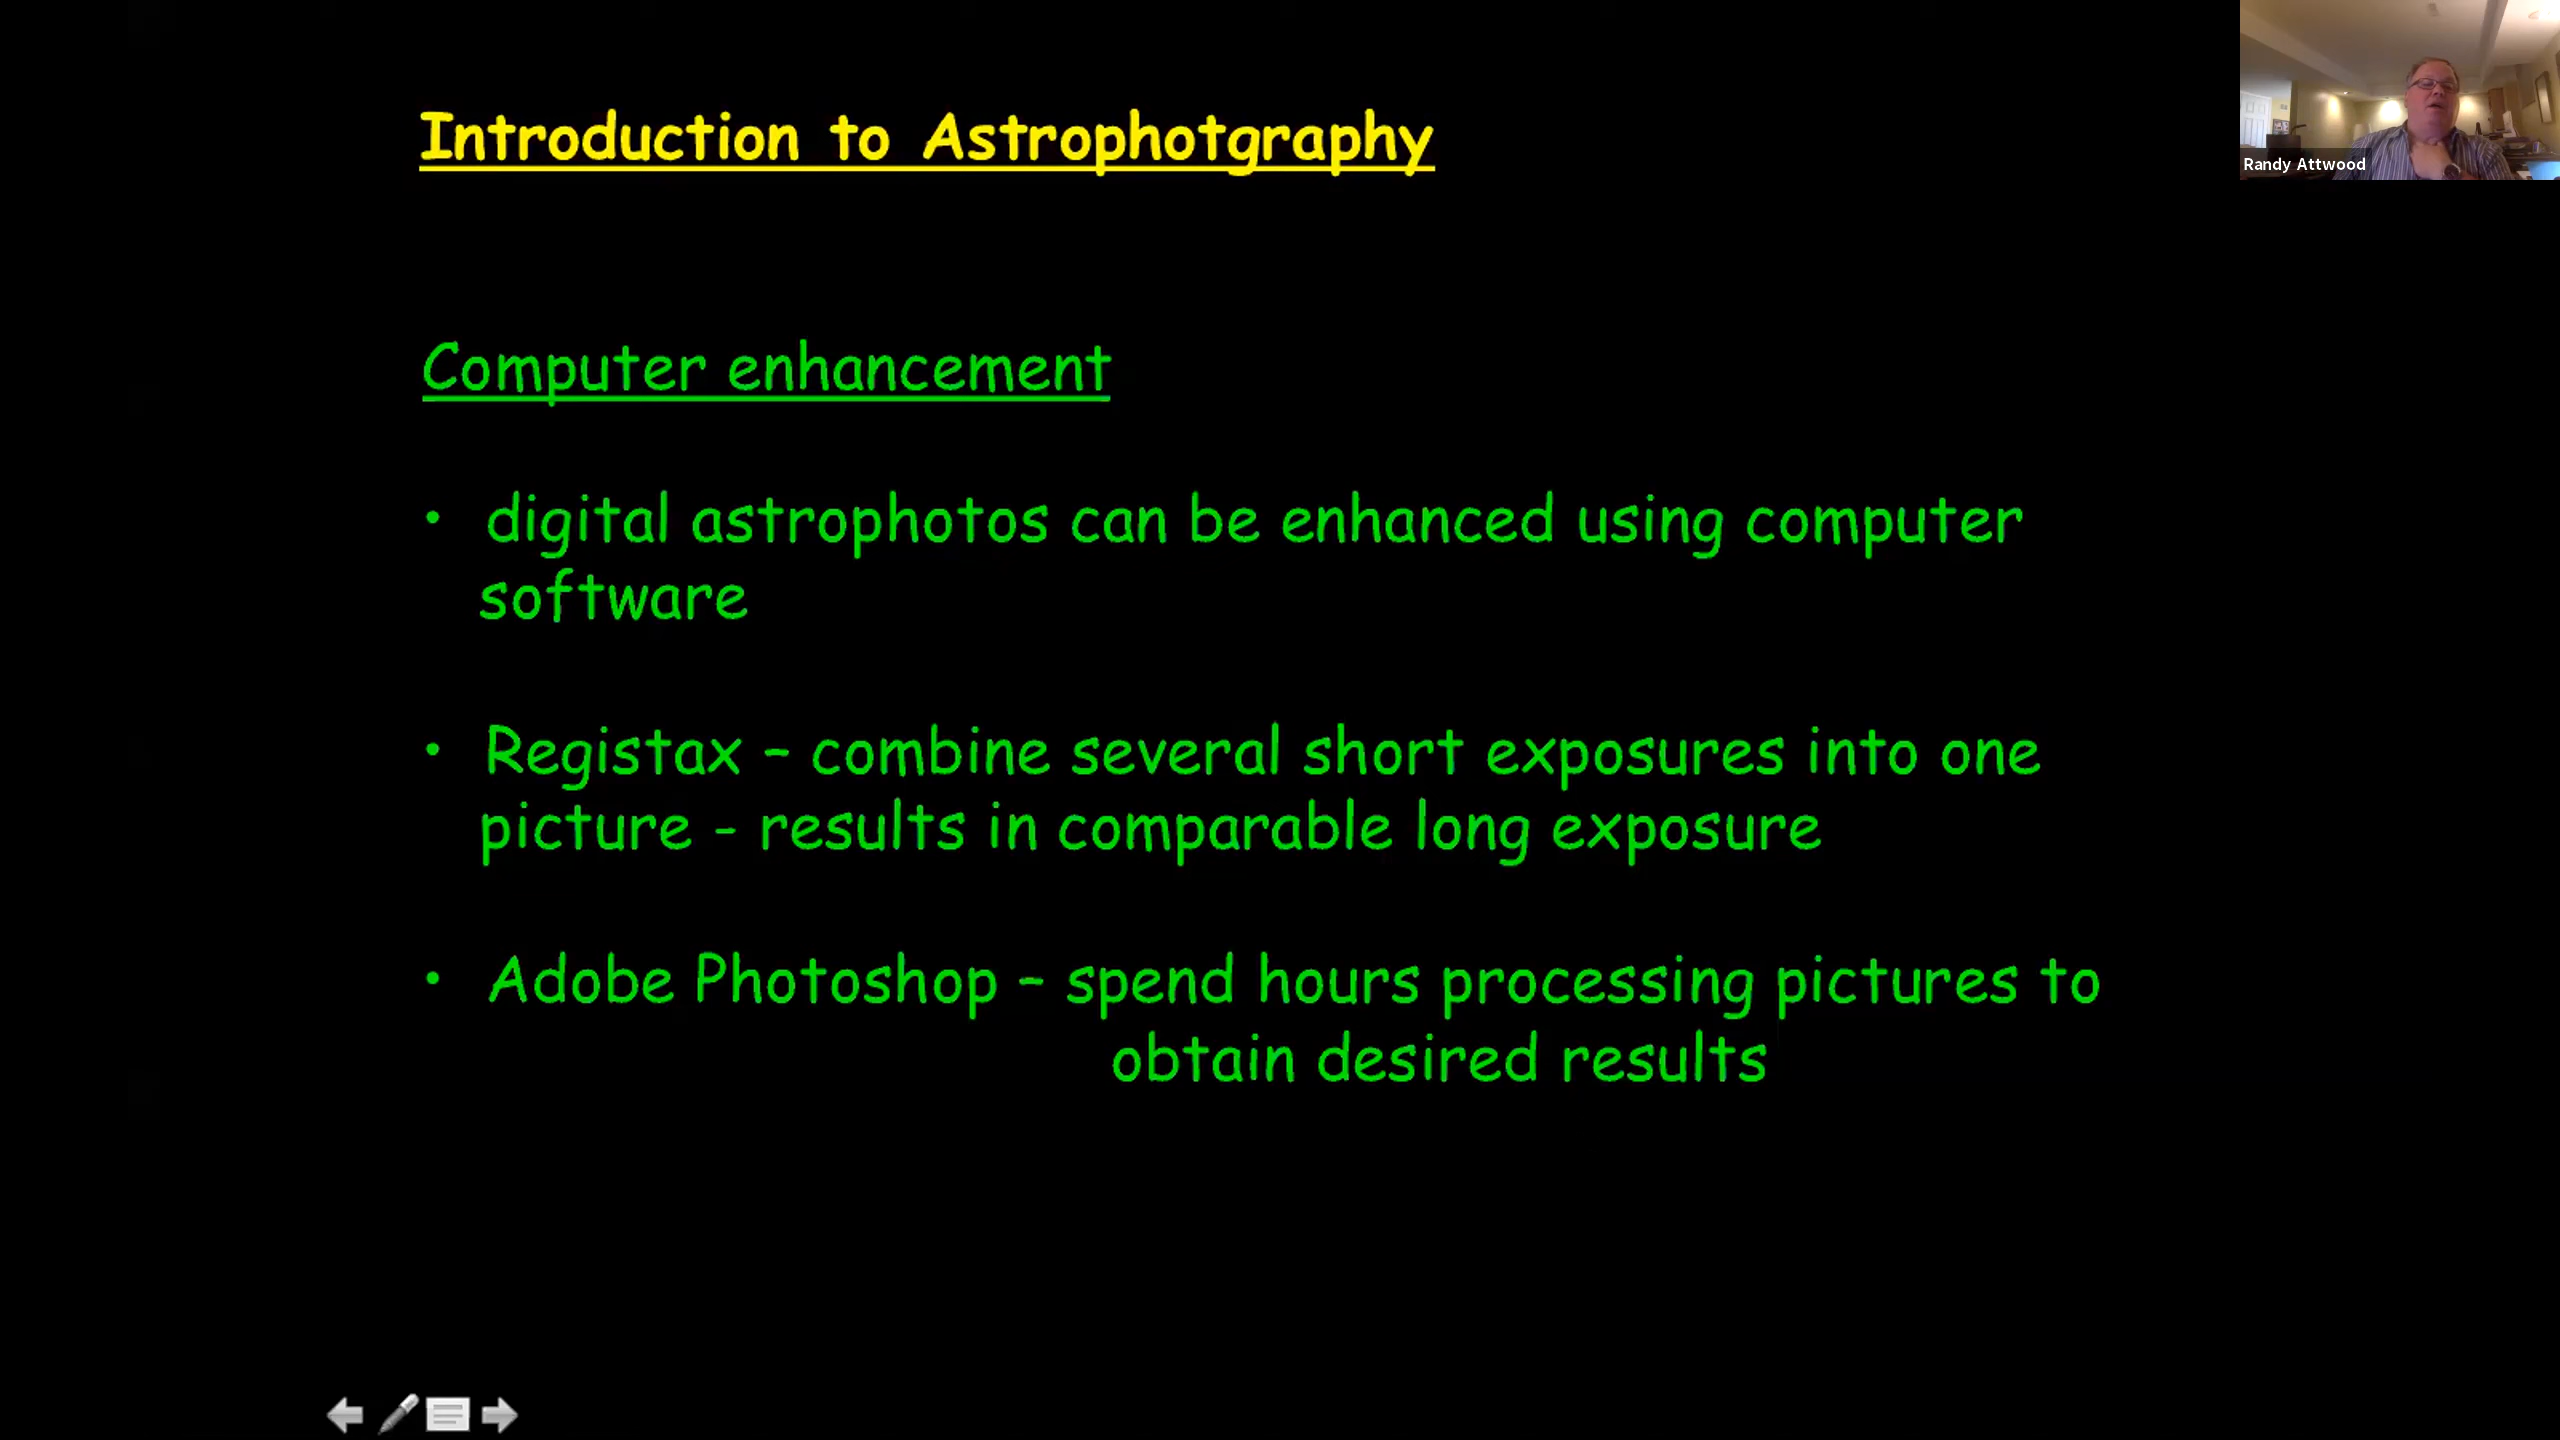 Introduction to Astrophotgraphy
Randy Attwood
Computer enhancement
• digital astrophotos can be enhanced using computer
software
• Registax – combine several short exposures into one
picture - results in comparable long exposure
• Adobe Photoshop – spend hours processing pictures to
obtain desired results